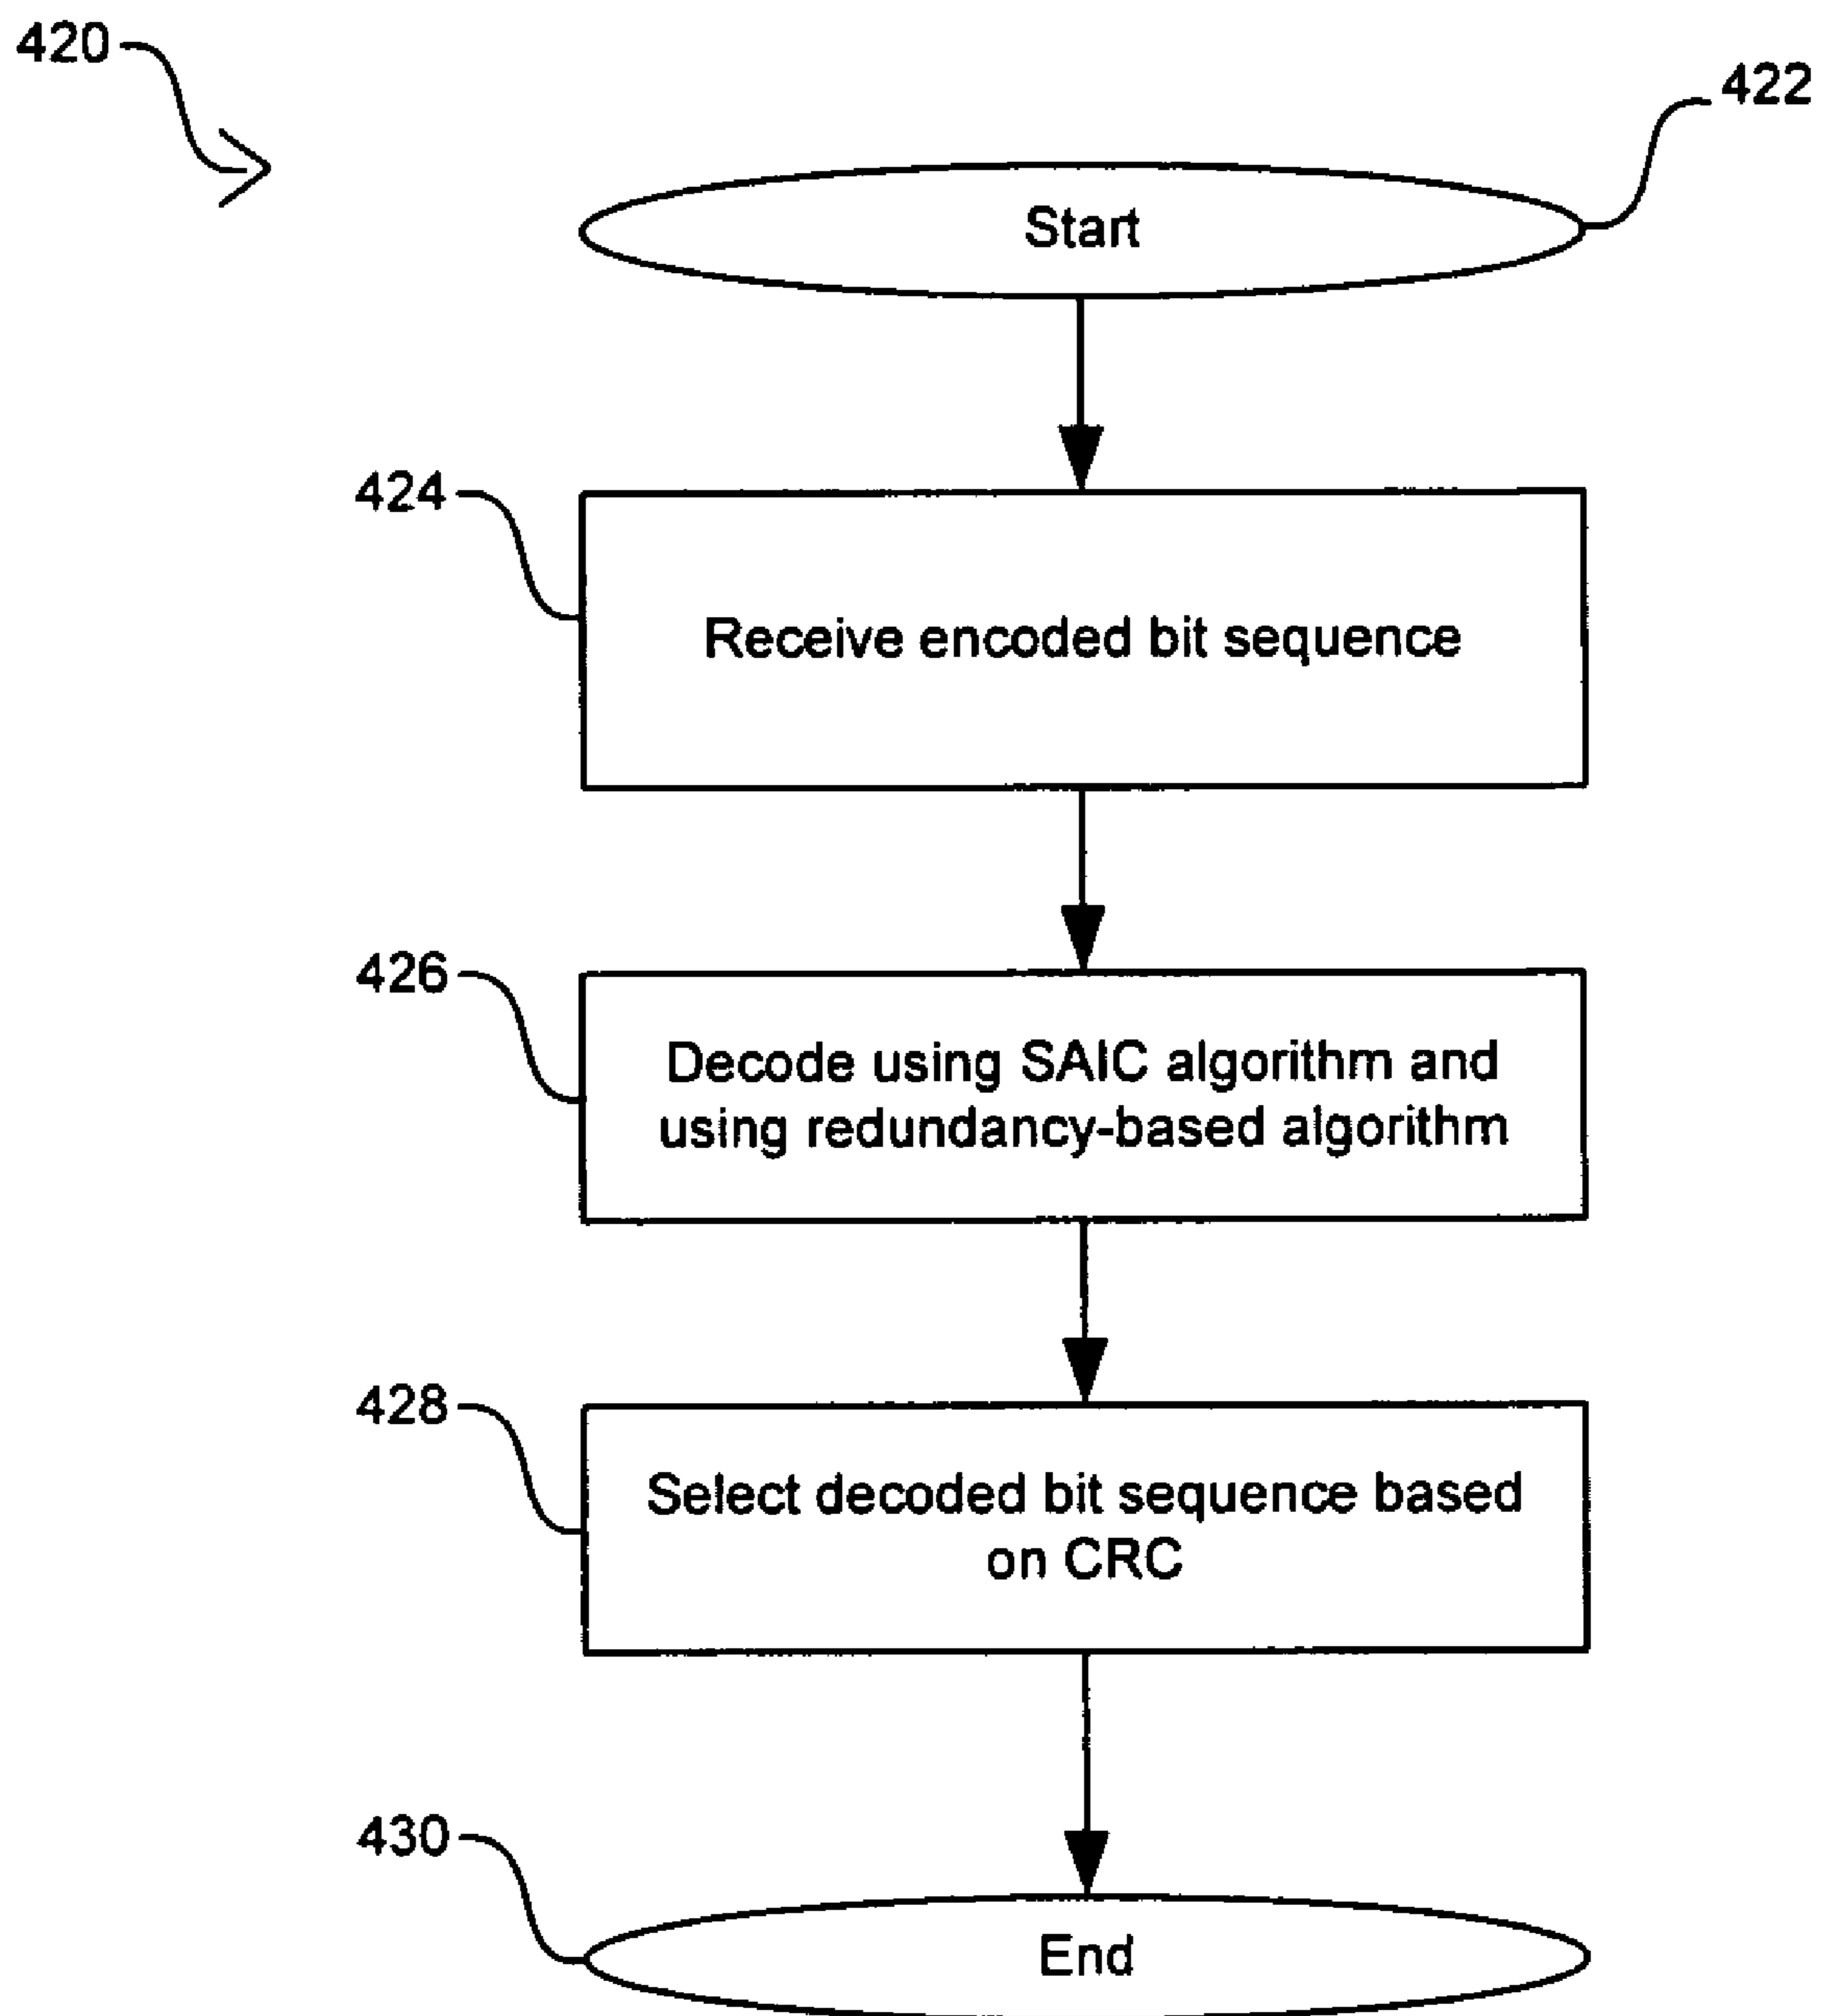 420
422
Start
424
Receive encoded bit sequence
426
Decode using SAIC algorithm and
using redundancy-based algorithm
428
Select decoded bit sequence based
on CRC
430
End